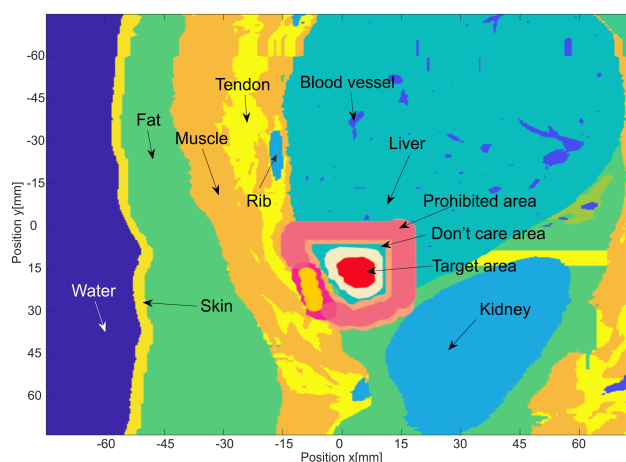 -60
-45
-30
-15
0
15
30
45
60
Position y[mm]
Tendon
Blood vessel
Fat
Muscle
Liver
Rib
Prohibited area
Don't care area
Target area
Water
Skin
Kidney
-60 -45 -30 -15 0 15 30 45 60
Position x[mm]